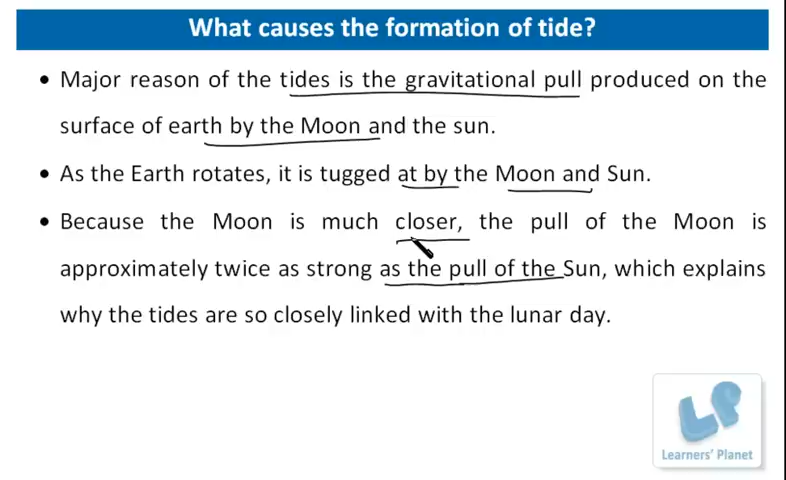 What causes the formation of tide?
• Major reason of the tides is the gravitational pull produced on the
surface of earth by the Moon and the sun.
• As the Earth rotates, it is tugged at by the Moon and Sun.
• Because the Moon is much closer, the pull of the Moon is
approximately twice as strong as the pull of the Sun, which explains
why the tides are so closely linked with the lunar day.
LP
Learners' Planet